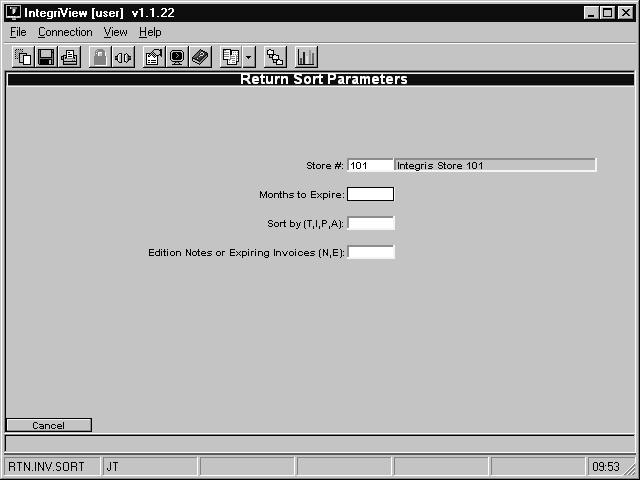 IntegriView [user] v1.1.22
File Connection View Help
Return Sort Parameters
Store #: 101 Integris Store 101
Months to Expire:
Sort by (T,I,P,A):
Edition Notes or Expiring Invoices (N,E):
Cancel
RTN.INV.SORT JT 09:53